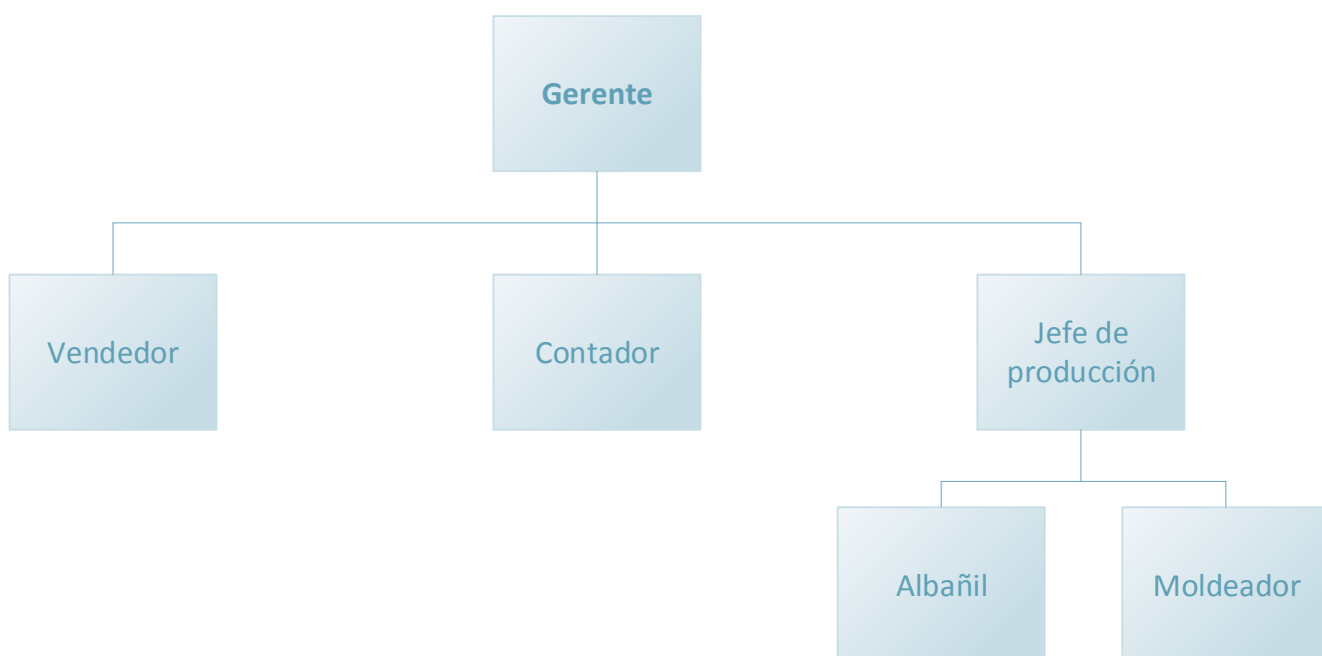 Gerente
Vendedor
Contador
Jefe de
producción
Albañil
Moldeador